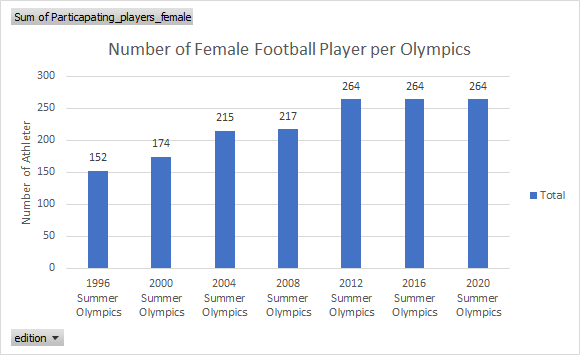 Sum of Particapating_players_female
Number of Female Football Player per Olympics
Number of Athleter
300
250
200
150
100
50
0
152
174
215
217
264
264
264
1996 Summer Olympics
2000 Summer Olympics
2004 Summer Olympics
2008 Summer Olympics
2012 Summer Olympics
2016 Summer Olympics
2020 Summer Olympics
Total
edition